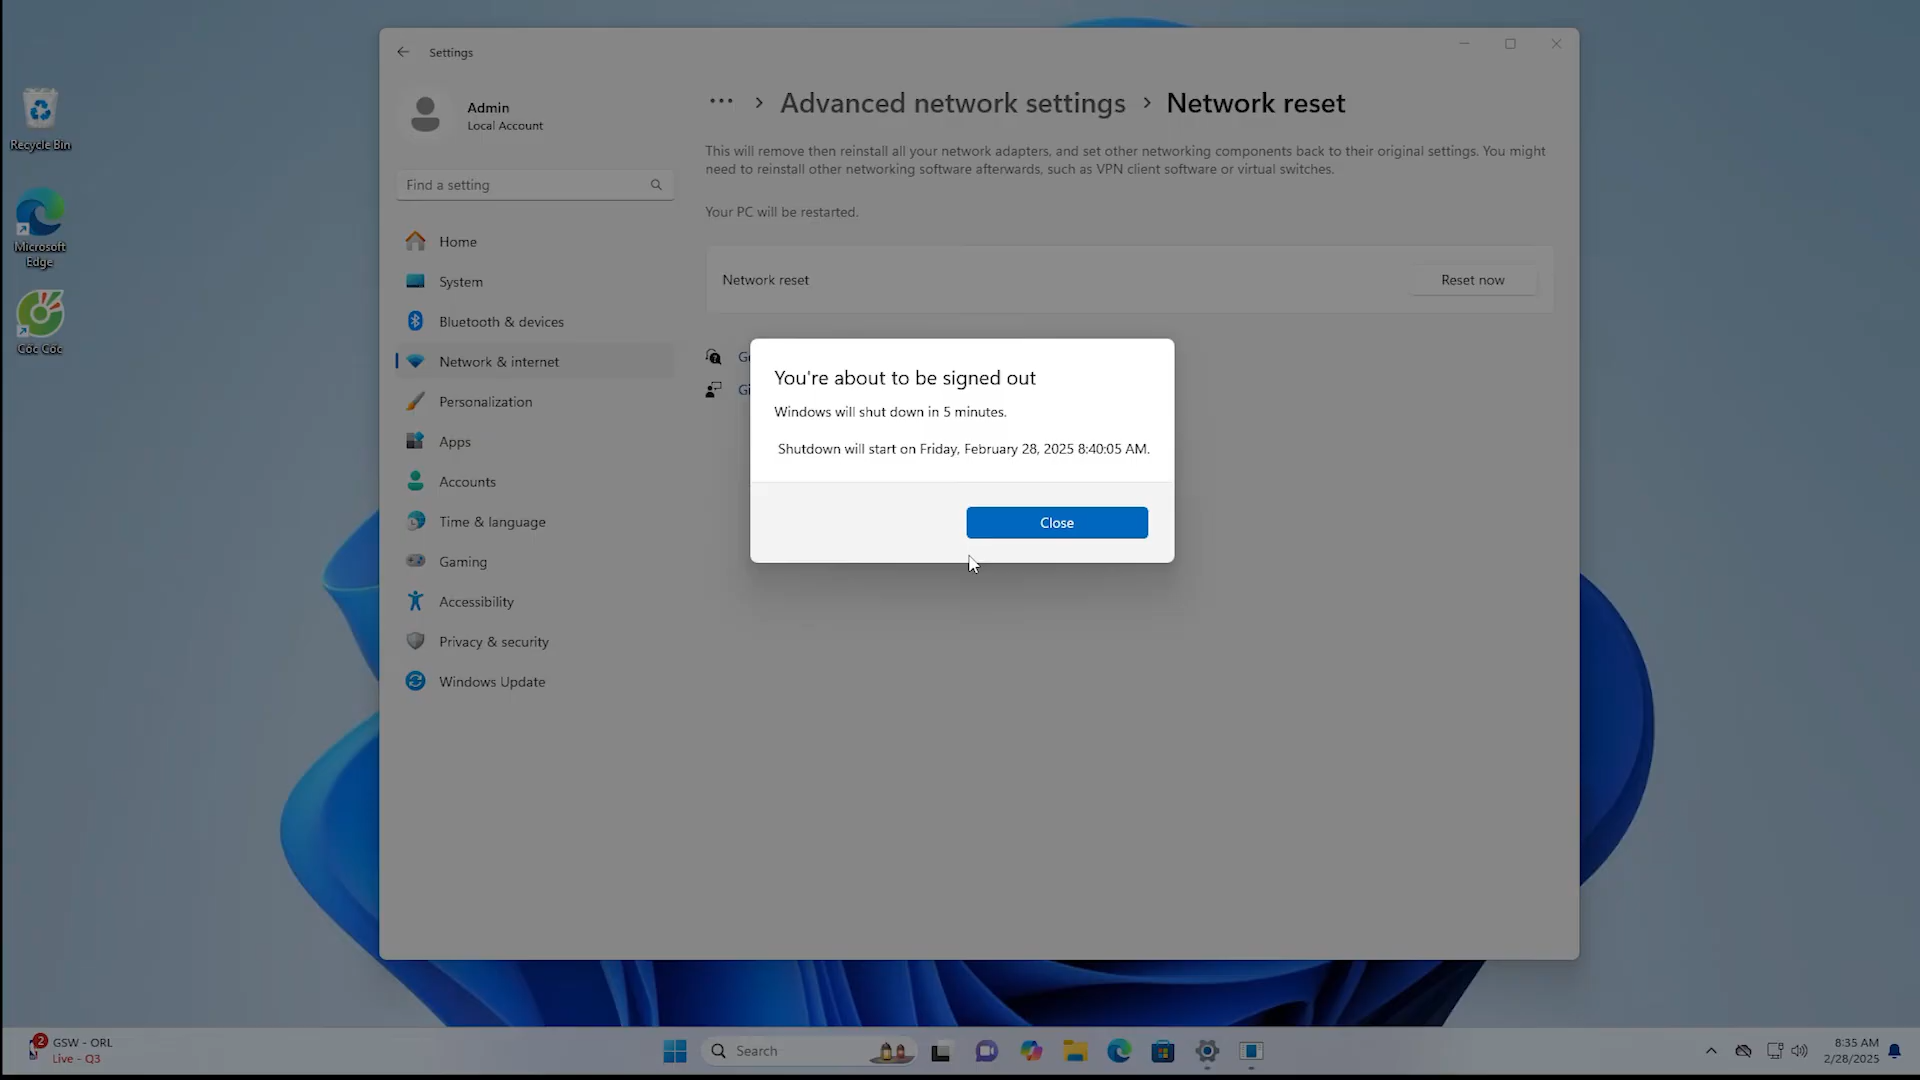 Settings
Admin
Local Account
Find a setting
Home
System
Bluetooth & devices
Network & internet
Personalization
Apps
Accounts
Time & language
Gaming
Accessibility
Privacy & security
Windows Update
··· › Advanced network settings › Network reset
This will remove then reinstall all your network adapters, and set other networking components back to their original settings. You might
need to reinstall other networking software afterwards, such as VPN client software or virtual switches.
Your PC will be restarted.
Network reset
Reset now
You're about to be signed out
Windows will shut down in 5 minutes.
Shutdown will start on Friday, February 28, 2025 8:40:05 AM.
Close
Recycle Bin
Microsoft
Edge
Cốc Cốc
2
GSW - ORL
Live - Q3
Search
8:35 AM
2/28/2025